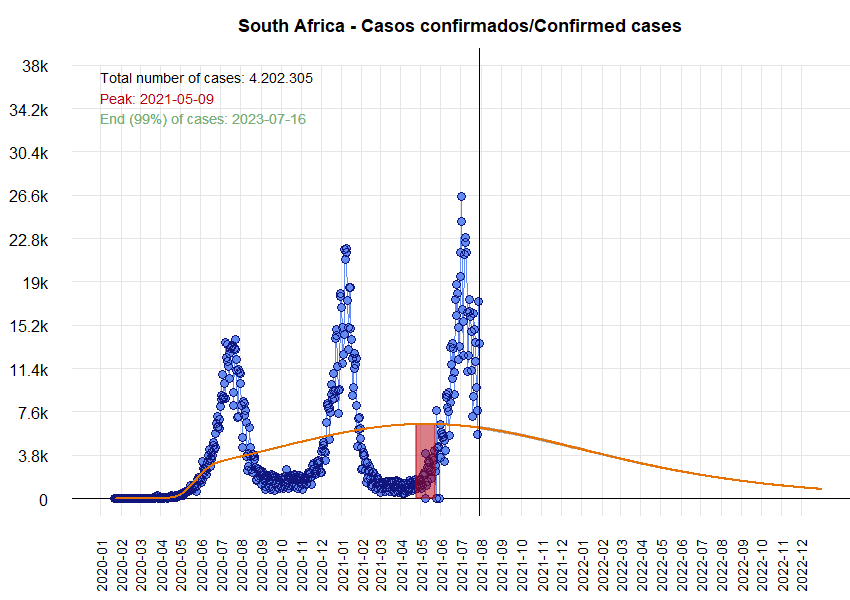 South Africa - Casos confirmados/Confirmed cases
38k
Total number of cases: 4.202.305
Peak: 2021-05-09
End (99%) of cases: 2023-07-16
34.2k
30.4k
26.6k
22.8k
19k
15.2k
11.4k
7.6k
3.8k
0
2020-01
2020-02
2020-03
2020-04
2020-05
2020-06
2020-07
2020-08
2020-09
2020-10
2020-11
2020-12
2021-01
2021-02
2021-03
2021-04
2021-05
2021-06
2021-07
2021-08
2021-09
2021-10
2021-11
2021-12
2022-01
2022-02
2022-03
2022-04
2022-05
2022-06
2022-07
2022-08
2022-09
2022-10
2022-11
2022-12